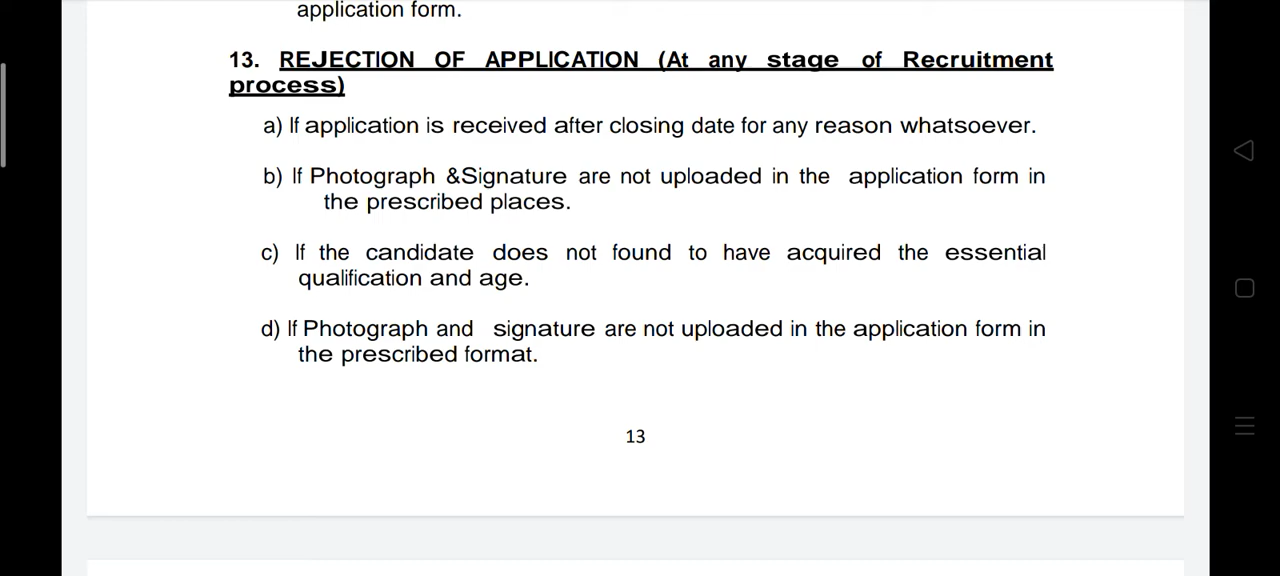 application form.
13. REJECTION OF APPLICATION (At any stage of Recruitment
process)
a) If application is received after closing date for any reason whatsoever.
b) If Photograph &Signature are not uploaded in the application form in
the prescribed places.
c) If the candidate does not found to have acquired the essential
qualification and age.
d) If Photograph and signature are not uploaded in the application form in
the prescribed format.
13